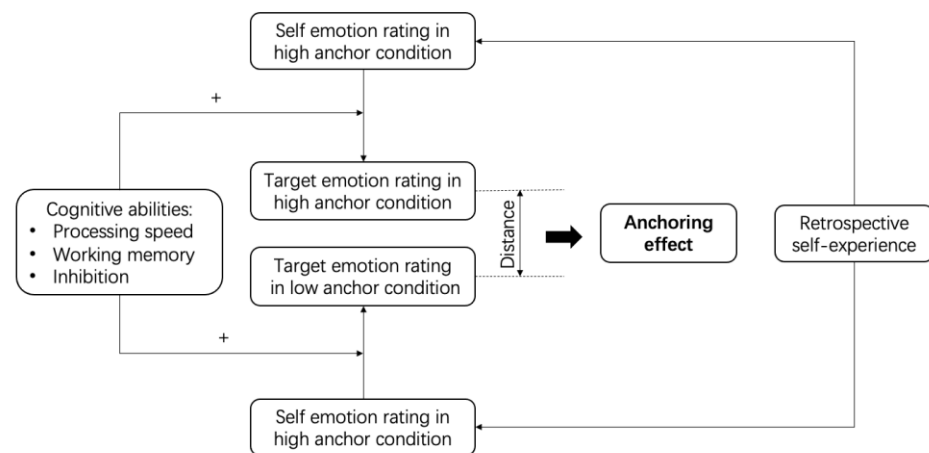 Self emotion rating in
high anchor condition
+
Target emotion rating in
high anchor condition
Cognitive abilities:
• Processing speed
• Working memory
• Inhibition
Distance
Anchoring
effect
Retrospective
self-experience
Target emotion rating
in low anchor condition
+
Self emotion rating in
high anchor condition